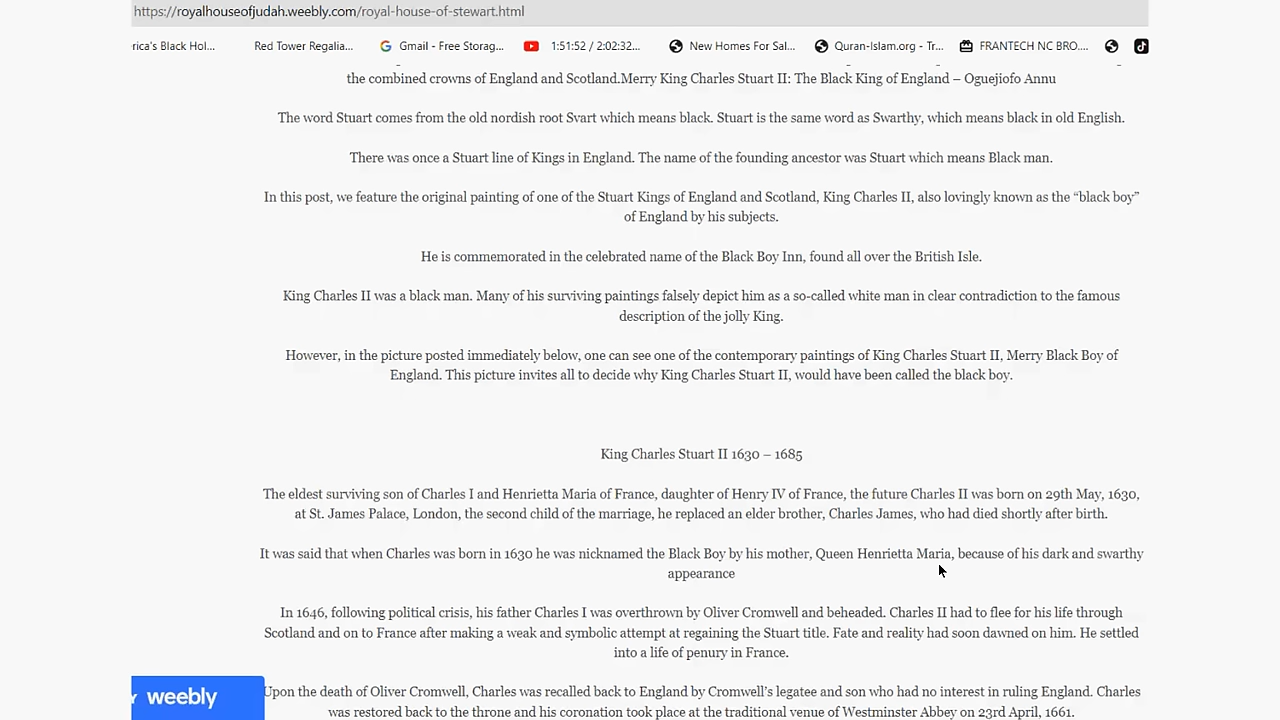 https://royalhouseofjudah.weebly.com/royal-house-of-stewart.html
rica's Black Hol... Red Tower Regalia... Gmail - Free Storag... 1:51:52 / 2:02:32... New Homes For Sal... Quran-Islam.org - Tr... FRANTECH NC BRO....
the combined crowns of England and Scotland.Merry King Charles Stuart II: The Black King of England – Oguejiofo Annu
The word Stuart comes from the old nordish root Svart which means black. Stuart is the same word as Swarthy, which means black in old English.
There was once a Stuart line of Kings in England. The name of the founding ancestor was Stuart which means Black man.
In this post, we feature the original painting of one of the Stuart Kings of England and Scotland, King Charles II, also lovingly known as the “black boy”
of England by his subjects.
He is commemorated in the celebrated name of the Black Boy Inn, found all over the British Isle.
King Charles II was a black man. Many of his surviving paintings falsely depict him as a so-called white man in clear contradiction to the famous
description of the jolly King.
However, in the picture posted immediately below, one can see one of the contemporary paintings of King Charles Stuart II, Merry Black Boy of
England. This picture invites all to decide why King Charles Stuart II, would have been called the black boy.
King Charles Stuart II 1630 – 1685
The eldest surviving son of Charles I and Henrietta Maria of France, daughter of Henry IV of France, the future Charles II was born on 29th May, 1630,
at St. James Palace, London, the second child of the marriage, he replaced an elder brother, Charles James, who had died shortly after birth.
It was said that when Charles was born in 1630 he was nicknamed the Black Boy by his mother, Queen Henrietta Maria, because of his dark and swarthy
appearance
In 1646, following political crisis, his father Charles I was overthrown by Oliver Cromwell and beheaded. Charles II had to flee for his life through
Scotland and on to France after making a weak and symbolic attempt at regaining the Stuart title. Fate and reality had soon dawned on him. He settled
into a life of penury in France.
Upon the death of Oliver Cromwell, Charles was recalled back to England by Cromwell’s legatee and son who had no interest in ruling England. Charles
was restored back to the throne and his coronation took place at the traditional venue of Westminster Abbey on 23rd April, 1661.
weebly